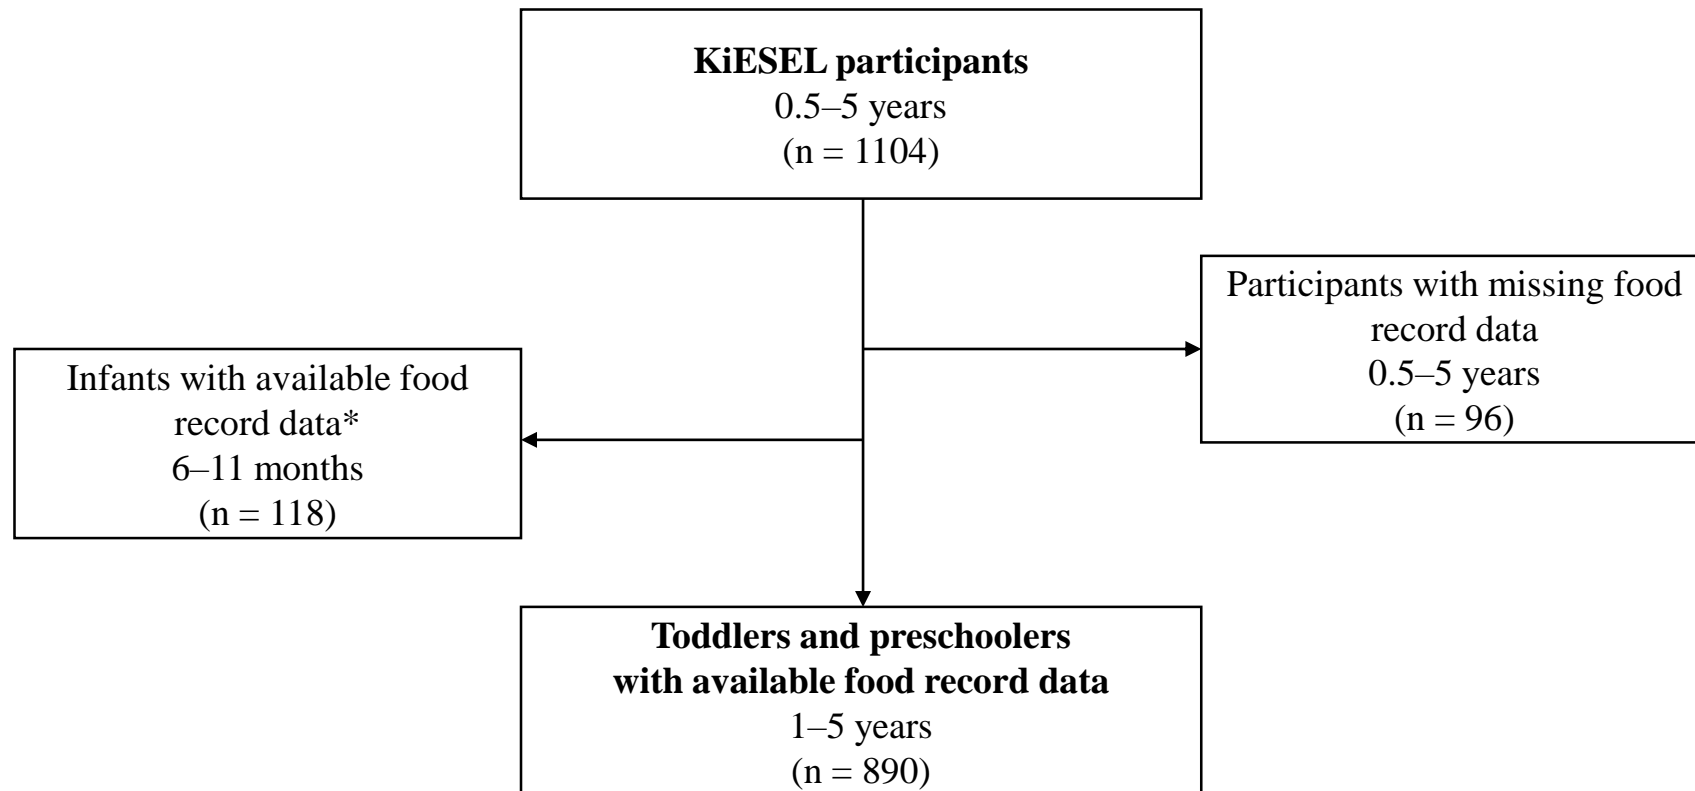 KiESEL participants
0.5–5 years
(n = 1104)
Participants with missing food
record data
0.5–5 years
(n = 96)
Infants with available food
record data*
6–11 months
(n = 118)
Toddlers and preschoolers
with available food record data
1–5 years
(n = 890)